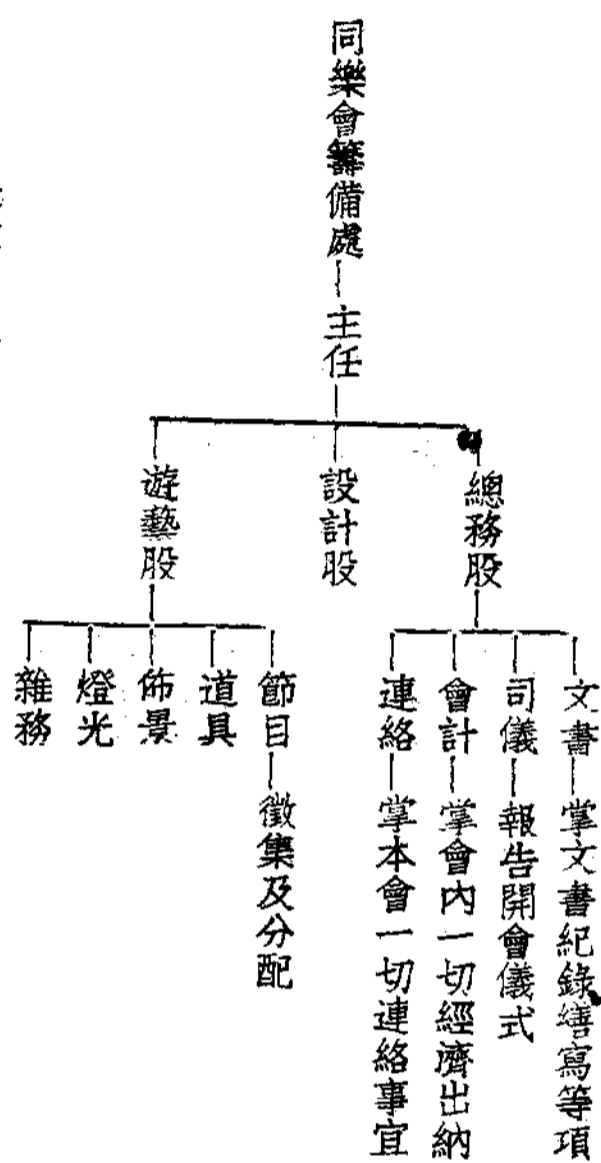 同樂會籌備處
主任
總務股
文書
掌文書紀錄繕寫等項
司儀
報告開會儀式
會計
掌會內一切經濟出納
連絡
掌本會一切連絡事宜
設計股
遊藝股
節目
徵集及分配
道具
佈景
燈光
雜務